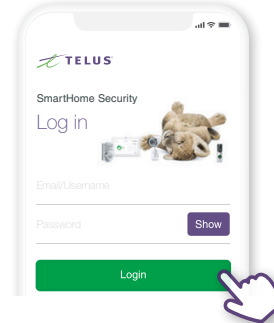 TELUS
SmartHome Security
Log in
Email/Username
Password
Show
Login